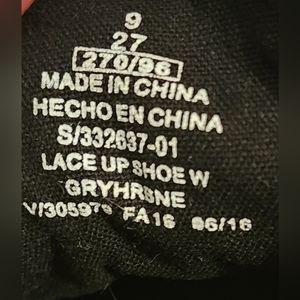 9
27
270/96
MADE IN CHINA
HECHO EN CHINA
S/332637-01
LACE UP SHOE W
GRYHRSNE
V/305979 FA16 06/16